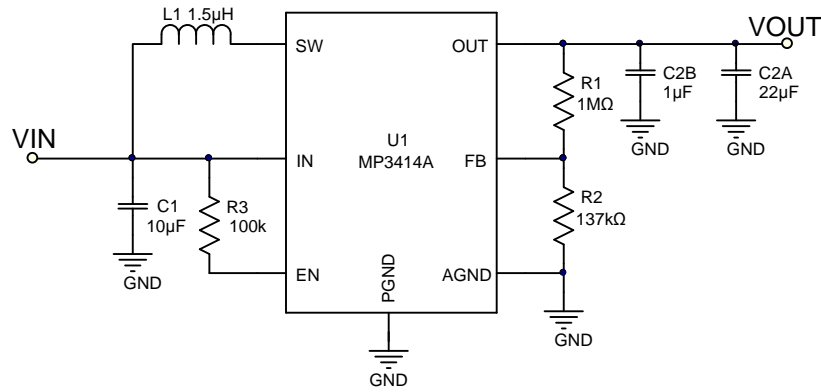 L1 1.5µH
VOUT
SW
OUT
C2B
1µF
C2A
22µF
R1
1MΩ
GND
GND
VIN
U1
MP3414A
IN
FB
C1
10µF
R3
100k
R2
137kΩ
GND
EN
PGND
AGND
GND
GND